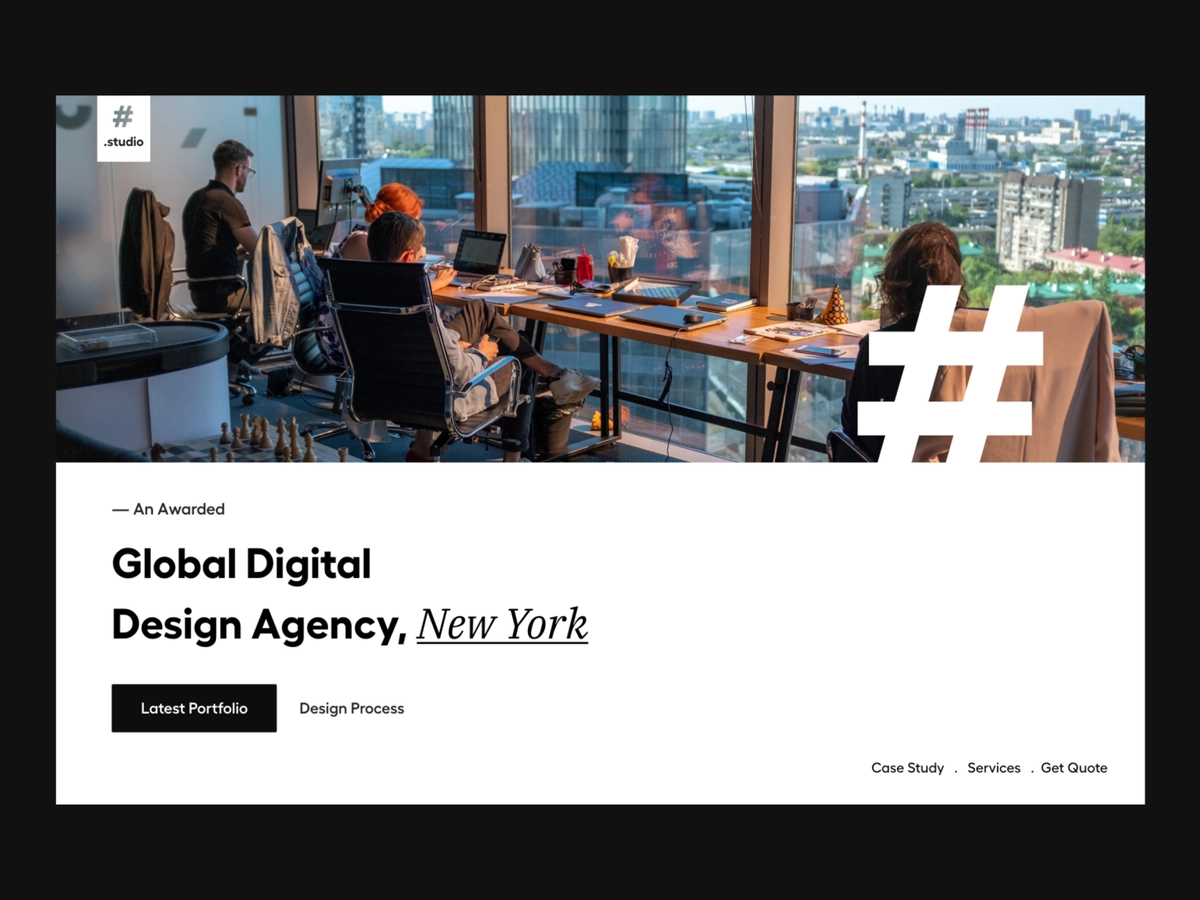 #
.studio
#
— An Awarded
Global Digital
Design Agency, New York
Latest Portfolio
Design Process
Case Study . Services . Get Quote